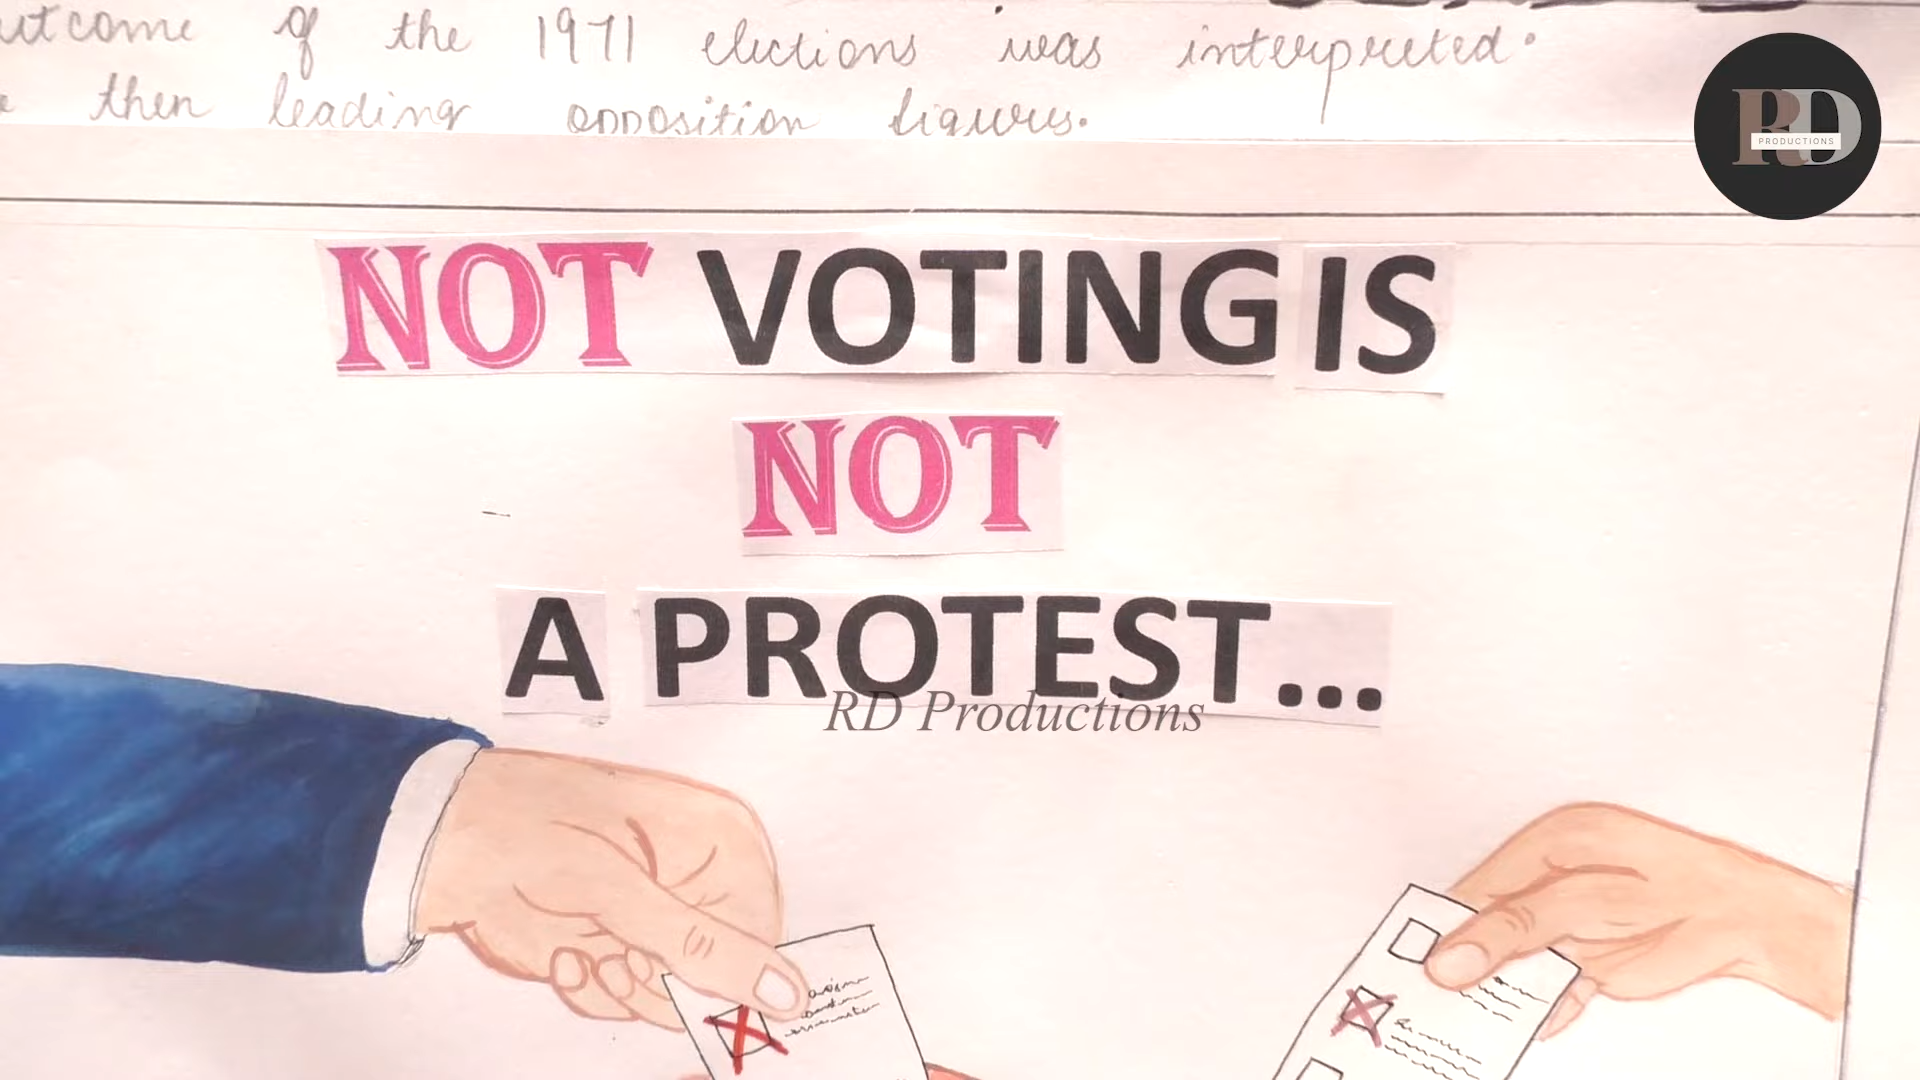 outcome of the 1971 elections was interpreted.
then leading opposition figures.
RD
PRODUCTIONS
NOT VOTING IS
NOT
A PROTEST...
RD Productions